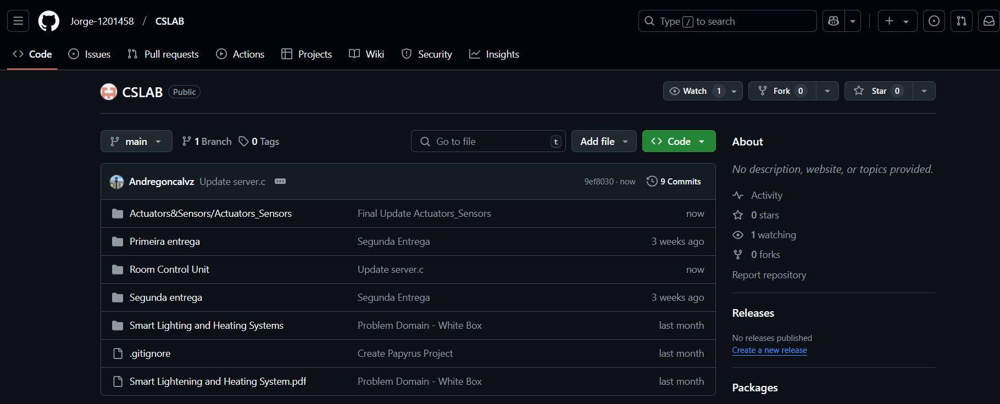 Jorge-1201458 / CSLAB
Type / to search
Code Issues Pull requests Actions Projects Wiki Security Insights
CSLAB Public
Watch 1 Fork 0 Star 0
main 1 Branch 0 Tags Go to file t Add file Code
Andregoncalvz Update server.c 9ef8030 · now 9 Commits
Actuators&Sensors/Actuators_Sensors Final Update Actuators_Sensors now
Primeira entrega Segunda Entrega 3 weeks ago
Room Control Unit Update server.c now
Segunda entrega Segunda Entrega 3 weeks ago
Smart Lighting and Heating Systems Problem Domain - White Box last month
.gitignore Create Papyrus Project last month
Smart Lightening and Heating System.pdf Problem Domain - White Box last month
About
No description, website, or topics provided.
Activity
0 stars
1 watching
0 forks
Report repository
Releases
No releases published
Create a new release
Packages